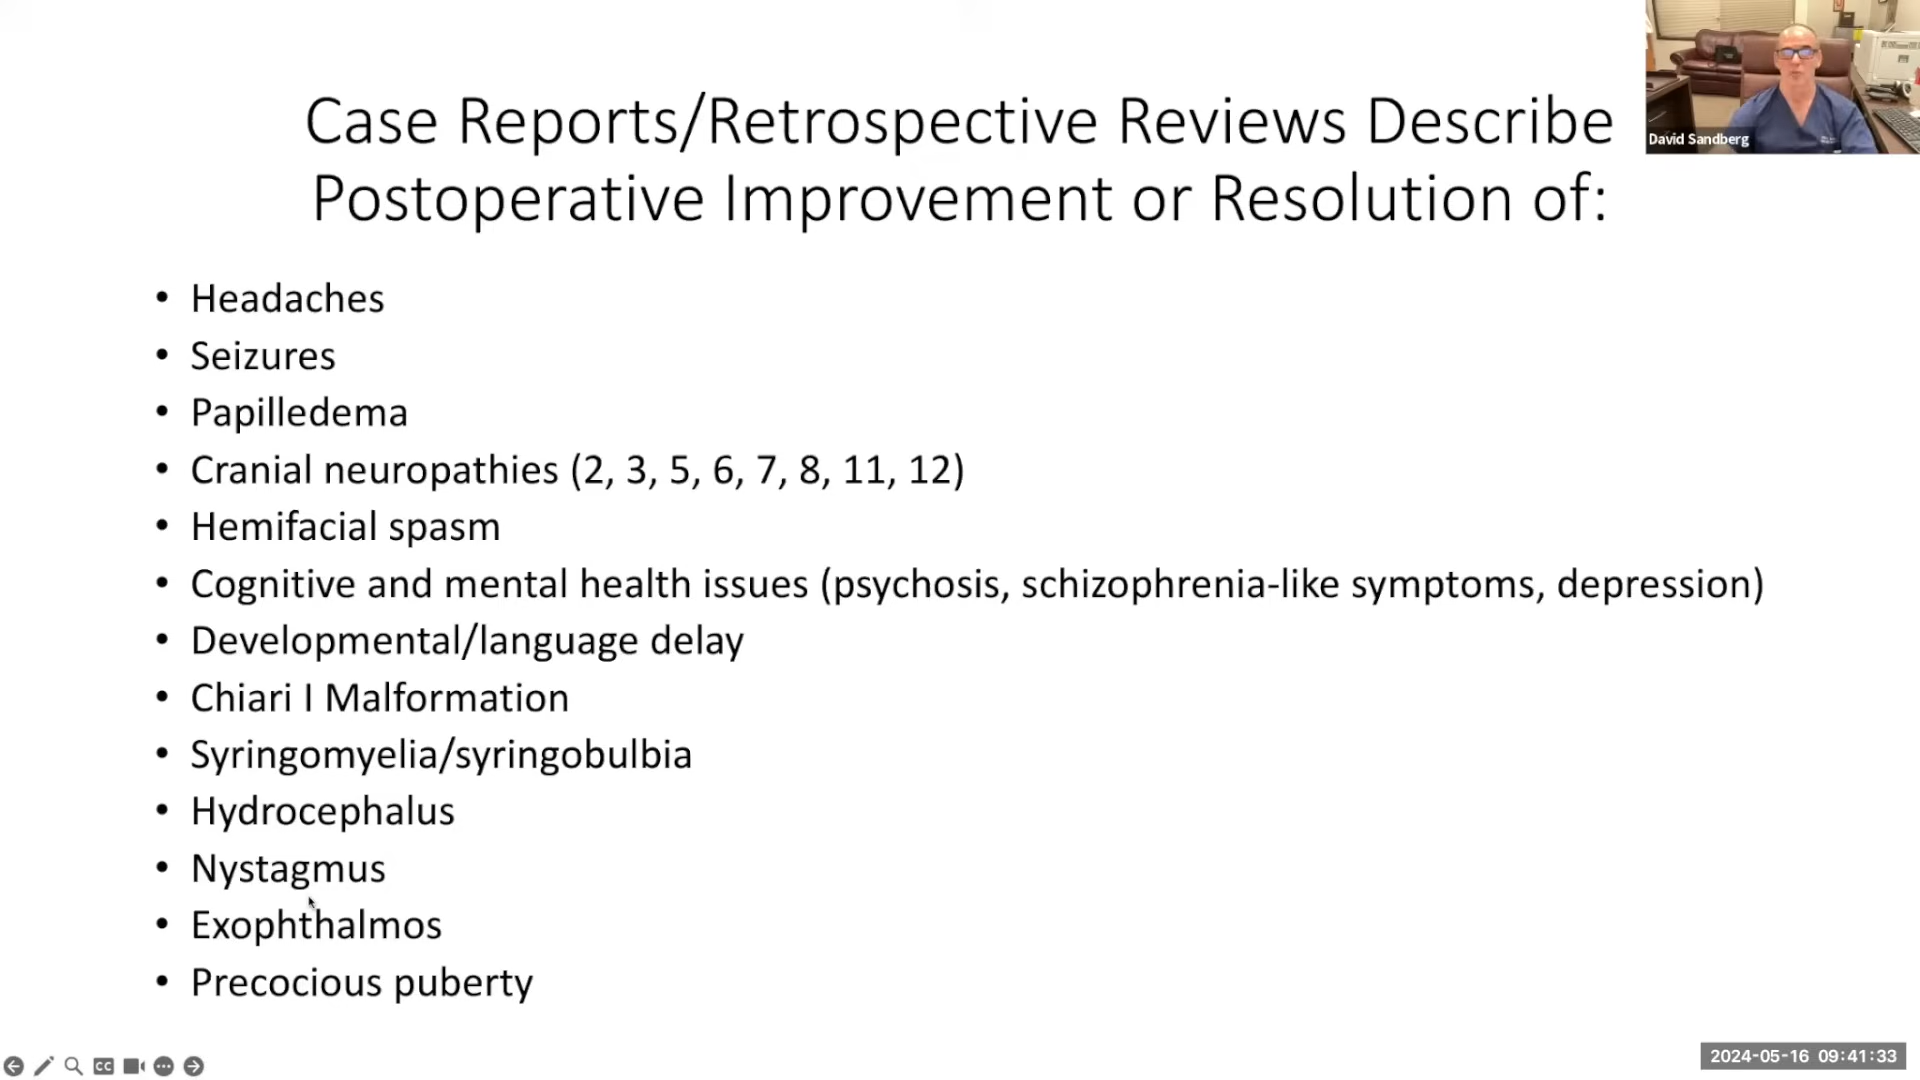 Case Reports/Retrospective Reviews Describe
Postoperative Improvement or Resolution of:
David Sandberg
• Headaches
• Seizures
• Papilledema
• Cranial neuropathies (2, 3, 5, 6, 7, 8, 11, 12)
• Hemifacial spasm
• Cognitive and mental health issues (psychosis, schizophrenia-like symptoms, depression)
• Developmental/language delay
• Chiari I Malformation
• Syringomyelia/syringobulbia
• Hydrocephalus
• Nystagmus
• Exophthalmos
• Precocious puberty
CC
2024-05-16 09:41:33